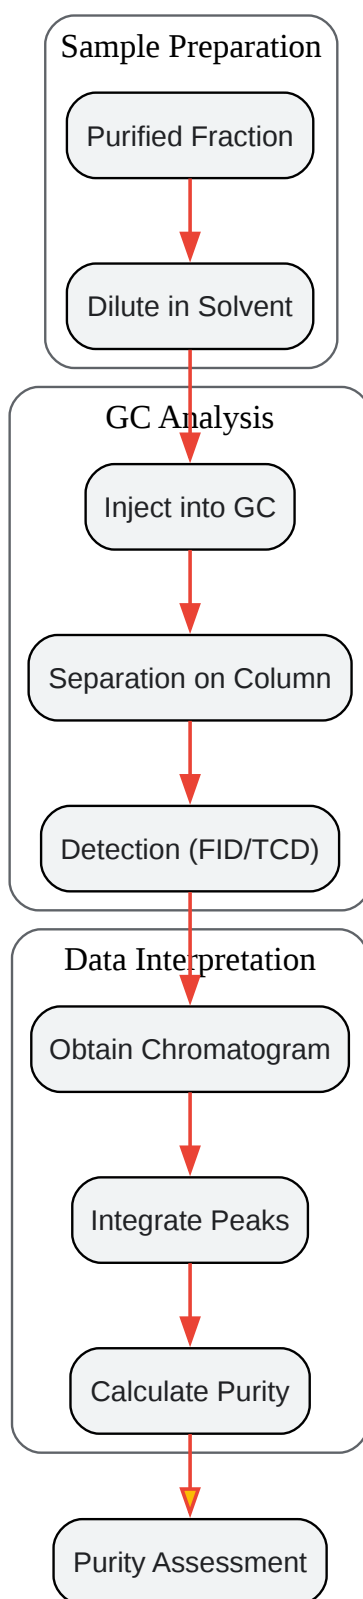 Sample Preparation
Purified Fraction
Dilute in Solvent
GC Analysis
Inject into GC
Separation on Column
Detection (FID/TCD)
Data Interpretation
Obtain Chromatogram
Integrate Peaks
Calculate Purity
Purity Assessment